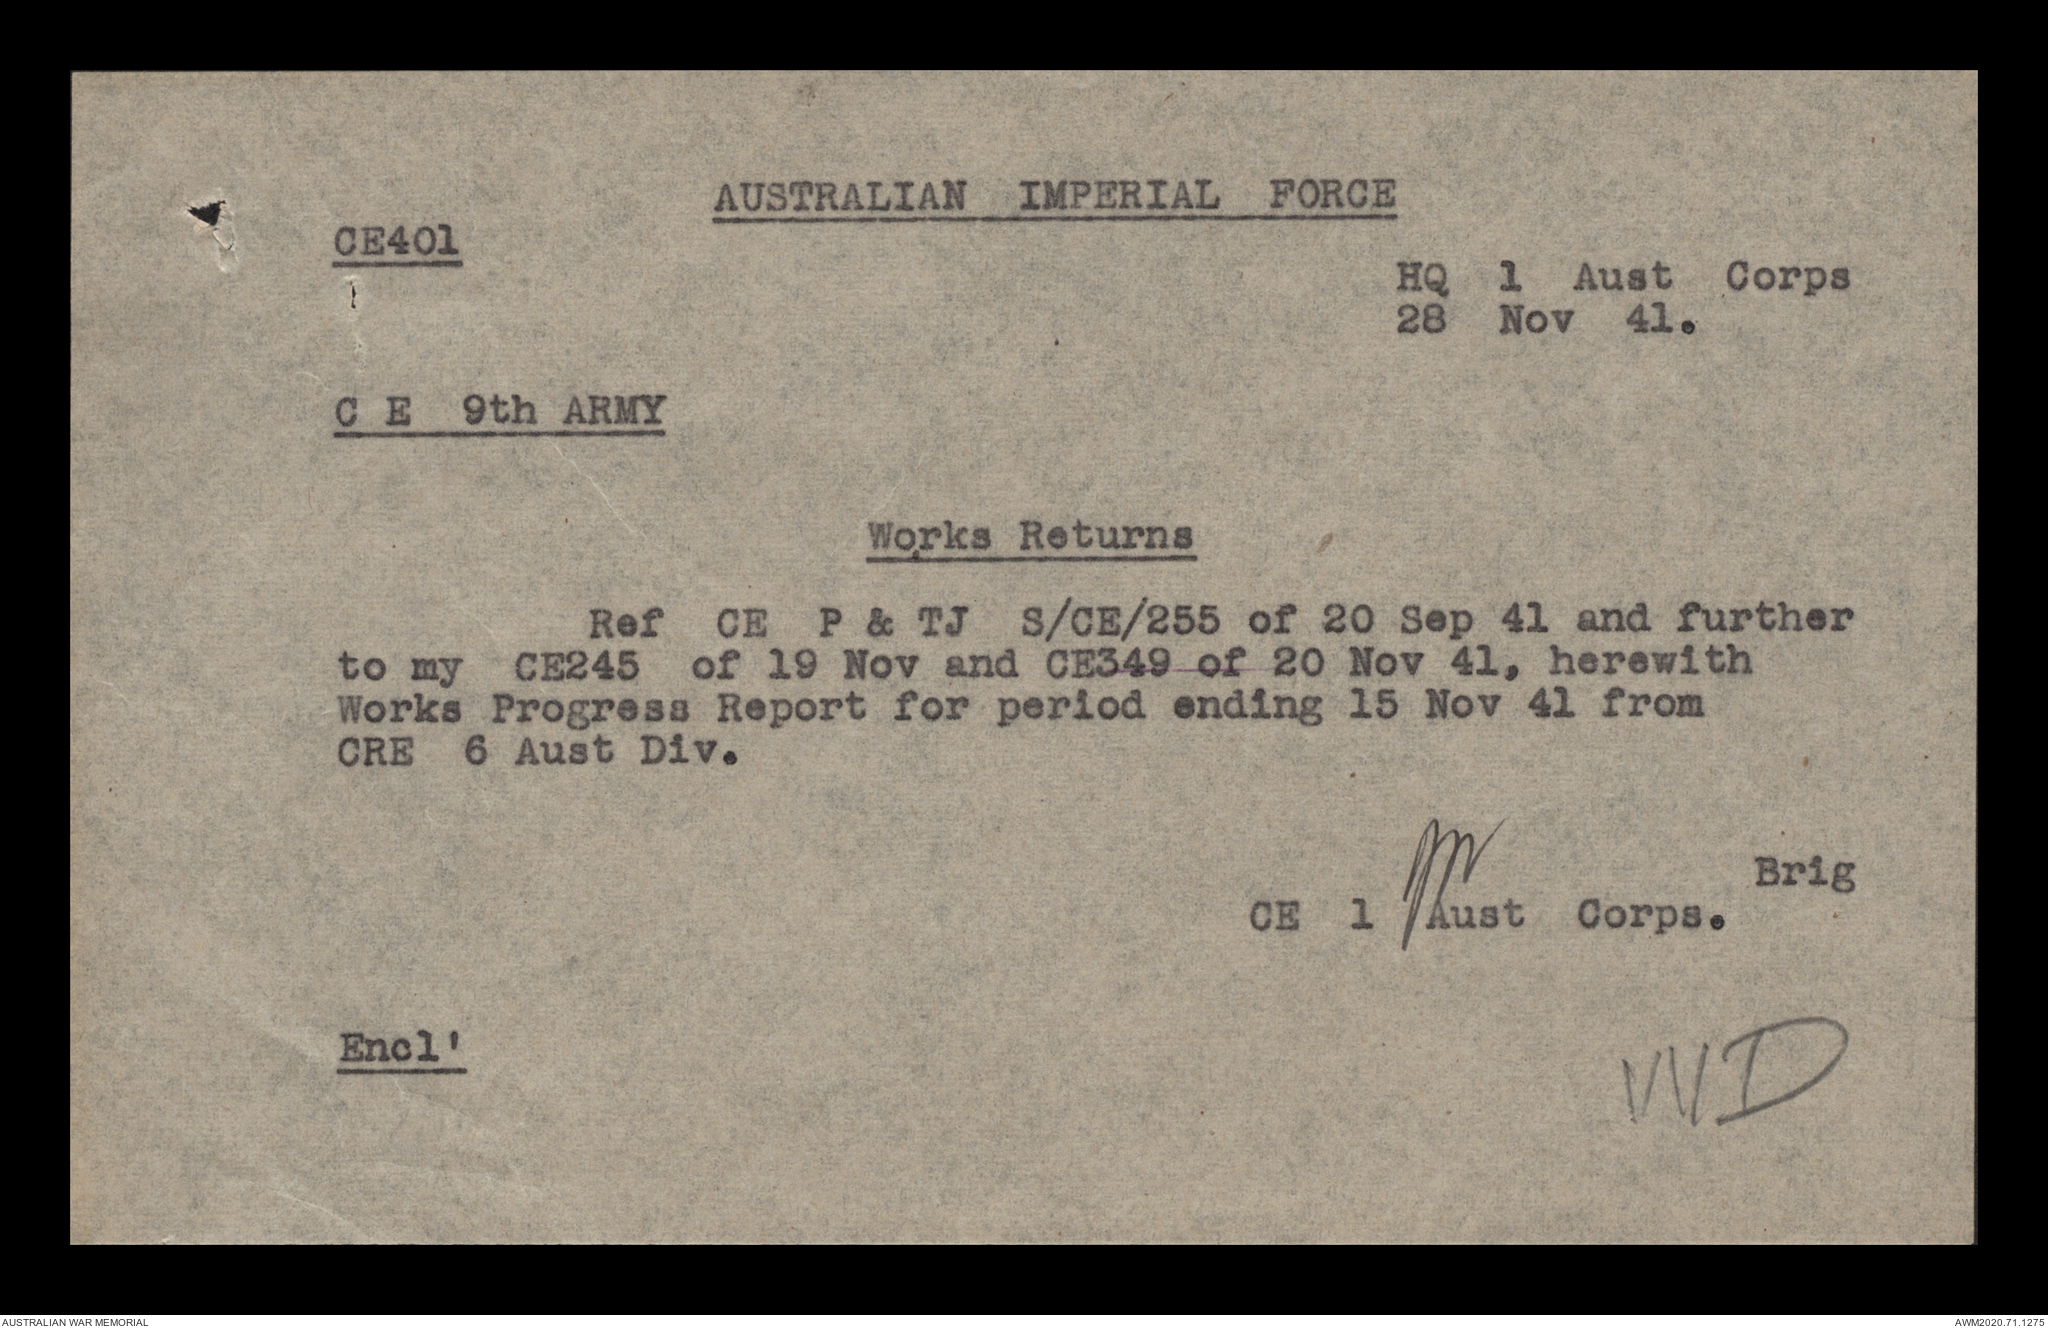 AUSTRALIAN IMPERIAL FORCE
CE401
HQ 1 Aust Corps
28 Nov 41.
C E 9th ARMY
Works Returns
Ref CE P & TJ S/CE/255 of 20 Sep 41 and further
to my CE245 of 19 Nov and CE349 of 20 Nov 41, herewith
Works Progress Report for period ending 15 Nov 41 from
CRE 6 Aust Div.
Brig
CE 1 Aust Corps.
Encl'
WD
AUSTRALIAN WAR MEMORIAL
AWM2020.71.1275